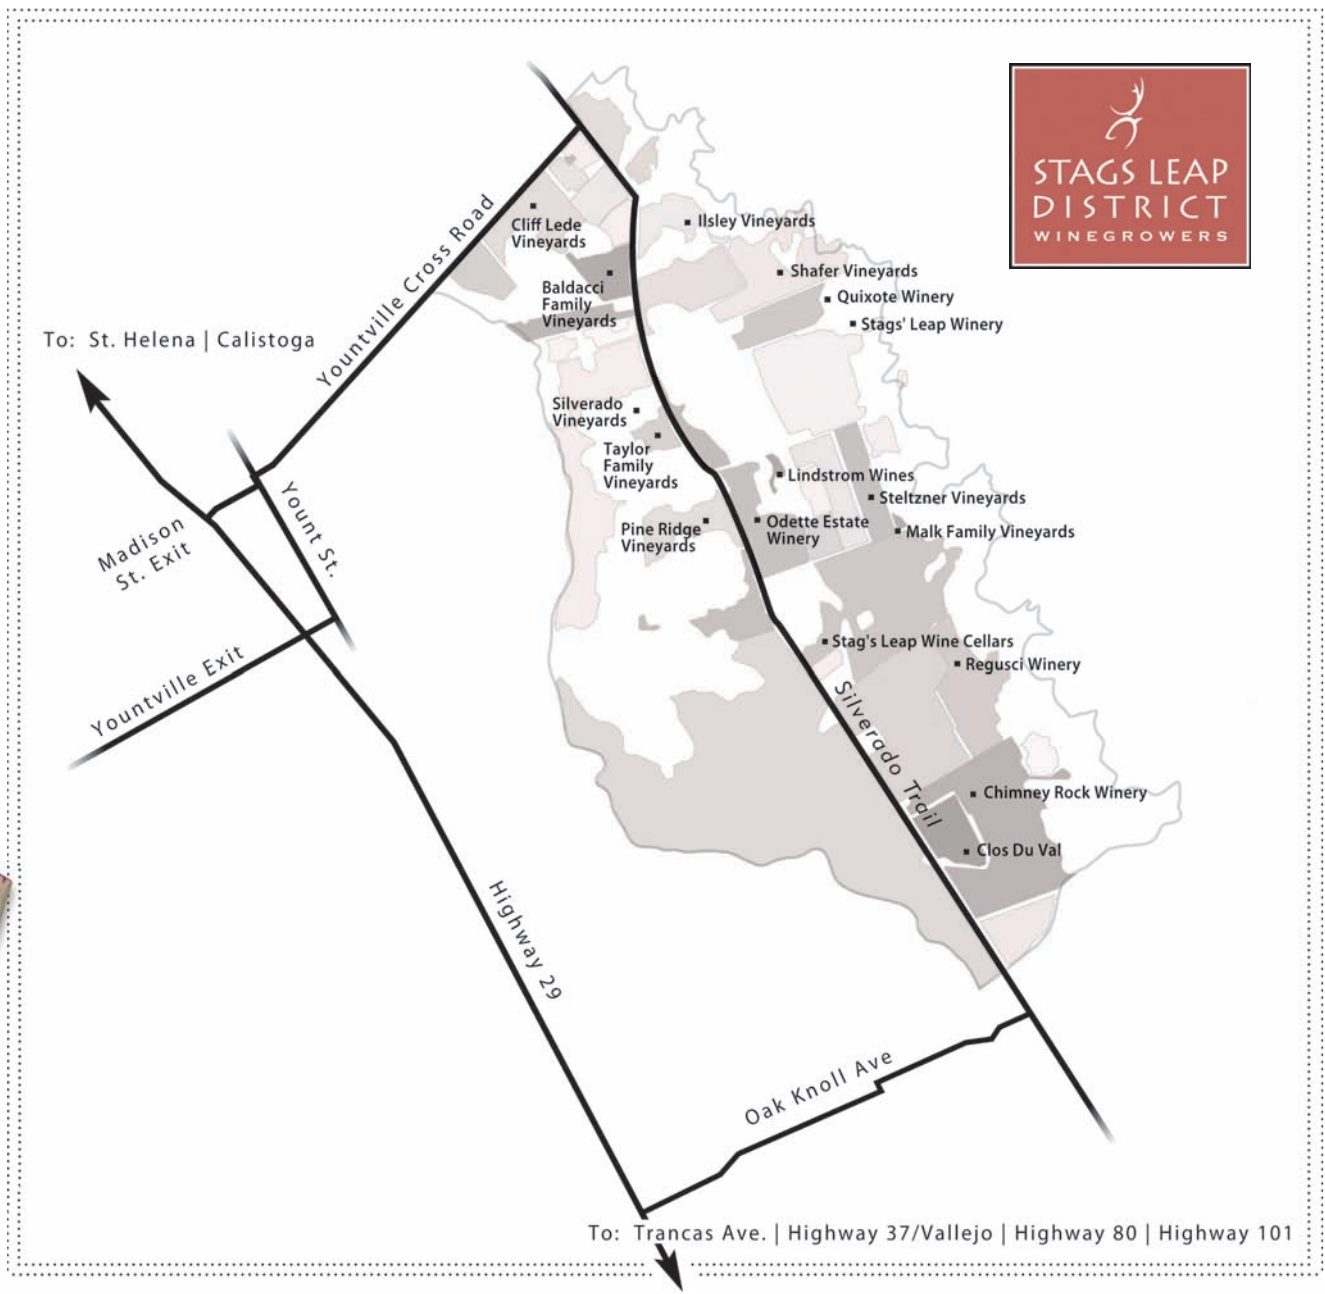 STAGS LEAP
DISTRICT
WINEGROWERS
Yountville Cross Road
Cliff Lede
Vineyards
Ilsley Vineyards
Baldacci
Family
Vineyards
Shafer Vineyards
Quixote Winery
Stags' Leap Winery
To: St. Helena | Calistoga
Silverado
Vineyards
Taylor
Family
Vineyards
Lindstrom Wines
Steltzner Vineyards
Pine Ridge
Vineyards
Odette Estate
Winery
Malk Family Vineyards
Yount St.
Madison
St. Exit
Yountville Exit
Stag's Leap Wine Cellars
Regusci Winery
Silverado Trail
Chimney Rock Winery
Clos Du Val
Highway 29
Oak Knoll Ave
To: Trancas Ave. | Highway 37/Vallejo | Highway 80 | Highway 101